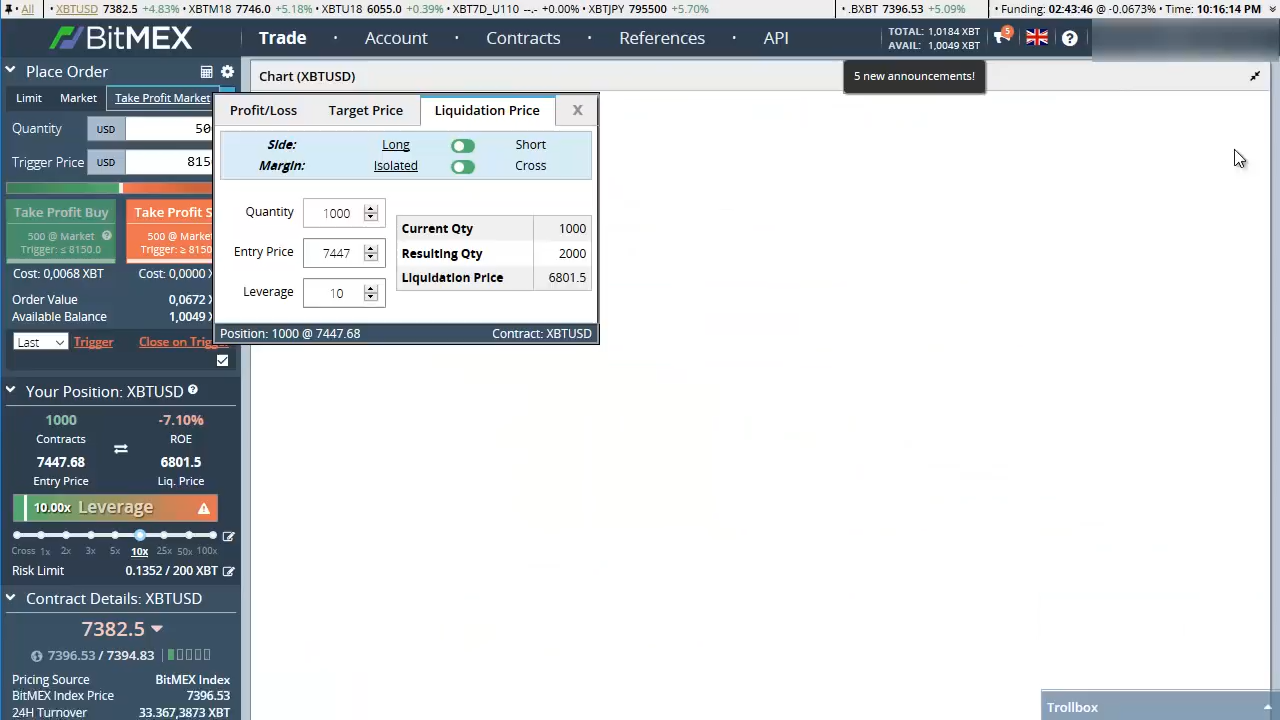 All XBTUSD 7382.5 +4.83% XBTM18 7746.0 +5.18% XBTU18 6055.0 +0.39% XBT7D_U110 --.- +0.00% XBTJPY 795500 +5.70% .BXBT 7396.53 +5.09% Funding: 02:43:46 @ -0.0673% Time: 10:16:14 PM
BitMEX Trade · Account · Contracts · References · API TOTAL: 1,0184 XBT 5
AVAIL: 1,0049 XBT
Place Order
Chart (XBTUSD)
5 new announcements!
Limit Market Take Profit Market
Profit/Loss Target Price Liquidation Price X
Quantity USD 50
Side: Long Short
Trigger Price USD 815
Margin: Isolated Cross
Take Profit Buy Take Profit S
500 @ Market 500 @ Market
Trigger: ≤ 8150.0 Trigger: ≥ 8150
Cost: 0,0068 XBT Cost: 0,0000 X
Order Value 0,0672
Available Balance 1,0049
Last Trigger Close on Trigg
Quantity 1000
Entry Price 7447
Leverage 10
Current Qty 1000
Resulting Qty 2000
Liquidation Price 6801.5
Position: 1000 @ 7447.68 Contract: XBTUSD
Your Position: XBTUSD
1000 -7.10%
Contracts ROE
7447.68 6801.5
Entry Price Liq. Price
10.00x Leverage
Cross 1x 2x 3x 5x 10x 25x 50x 100x
Risk Limit 0.1352 / 200 XBT
Contract Details: XBTUSD
7382.5
7396.53 / 7394.83
Pricing Source BitMEX Index
BitMEX Index Price 7396.53
24H Turnover 33.367,3873 XBT
Trollbox